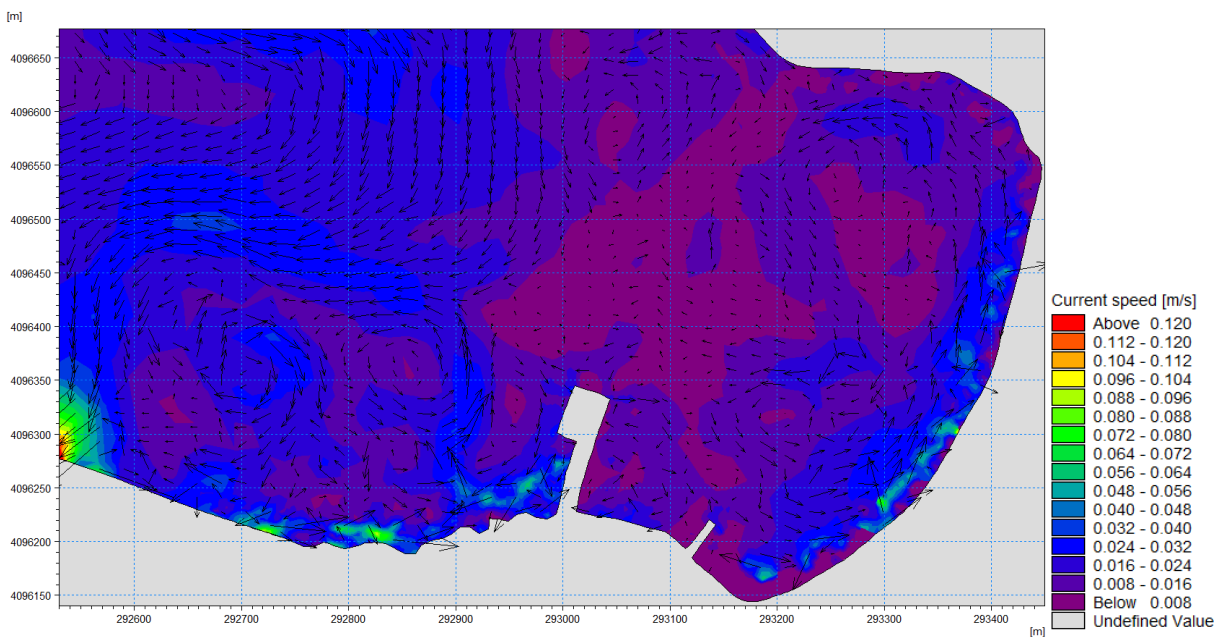 [m]
4096650
4096600
4096550
4096500
4096450
4096400
4096350
4096300
4096250
4096200
4096150
292600 292700 292800 292900 293000 293100 293200 293300 293400
[m]
Current speed [m/s]
Above 0.120
0.112 - 0.120
0.104 - 0.112
0.096 - 0.104
0.088 - 0.096
0.080 - 0.088
0.072 - 0.080
0.064 - 0.072
0.056 - 0.064
0.048 - 0.056
0.040 - 0.048
0.032 - 0.040
0.024 - 0.032
0.016 - 0.024
0.008 - 0.016
Below 0.008
Undefined Value